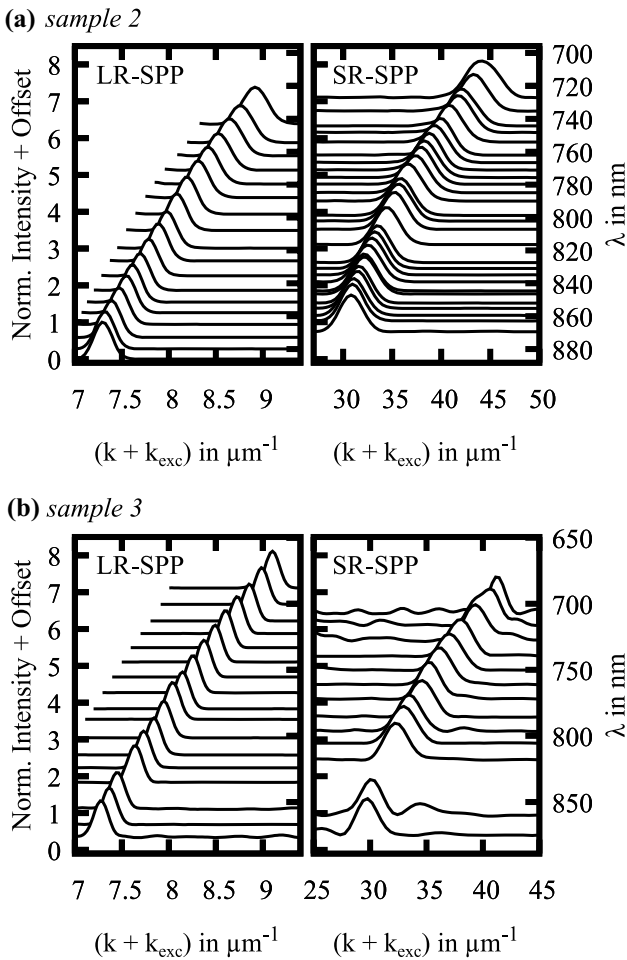 (a) sample 2
LR-SPP
SR-SPP
Norm. Intensity + Offset
8
7
6
5
4
3
2
1
0
700
720
740
760
780
800
820
840
860
880
λ in nm
7 7.5 8 8.5 9
30 35 40 45 50
(k + kexc) in µm-1
(k + kexc) in µm-1
(b) sample 3
LR-SPP
SR-SPP
Norm. Intensity + Offset
8
7
6
5
4
3
2
1
0
650
700
750
800
850
λ in nm
7 7.5 8 8.5 9
25 30 35 40 45
(k + kexc) in µm-1
(k + kexc) in µm-1